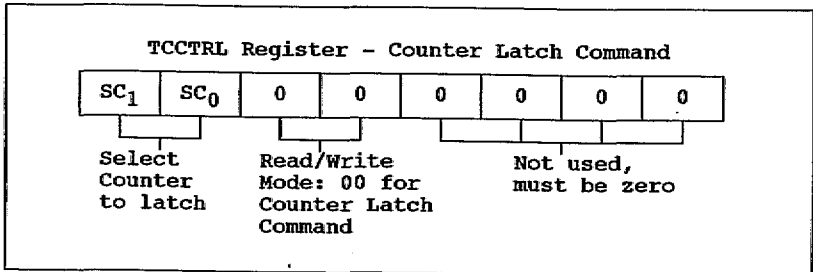 TCCTRL Register - Counter Latch Command
SC1 SC0 0 0 0 0 0 0
Select
Counter
to latch
Read/Write
Mode: 00 for
Counter Latch
Command
Not used,
must be zero